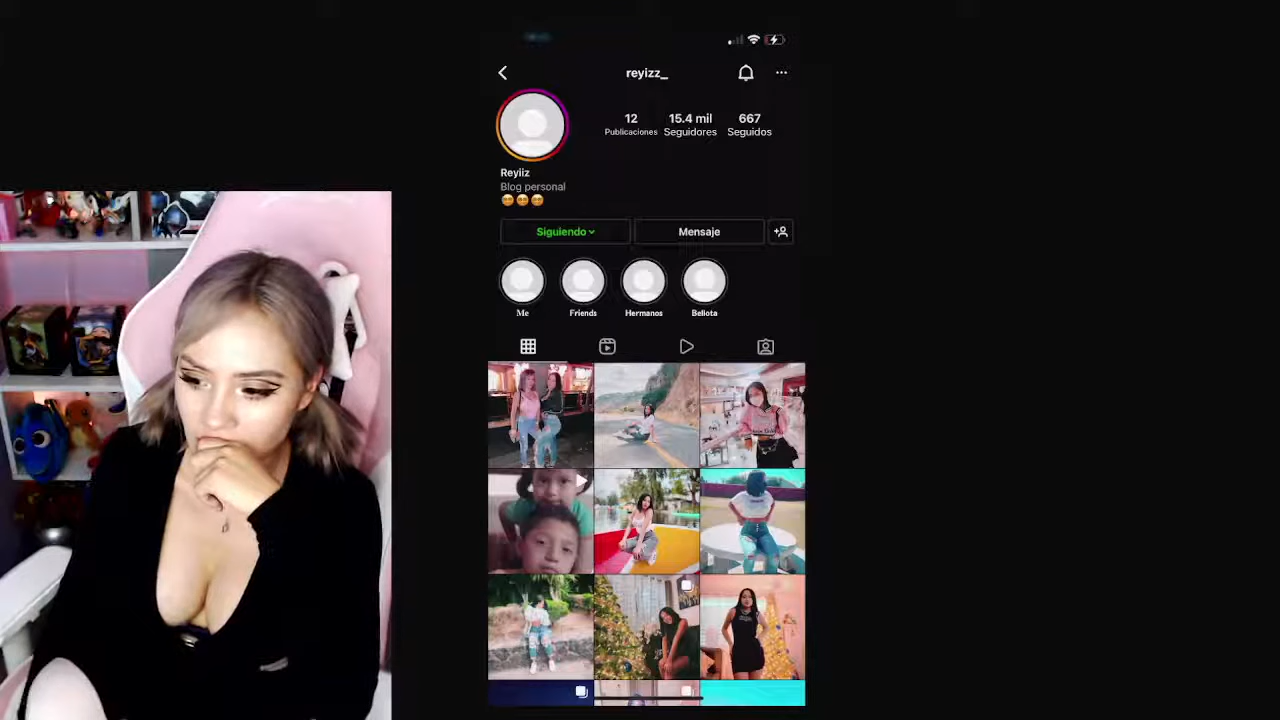 reyizz_
12 15.4 mil 667
Publicaciones Seguidores Seguidos
Reyiiz
Blog personal
Siguiendo Mensaje
Me Friends Hermanos Bellota